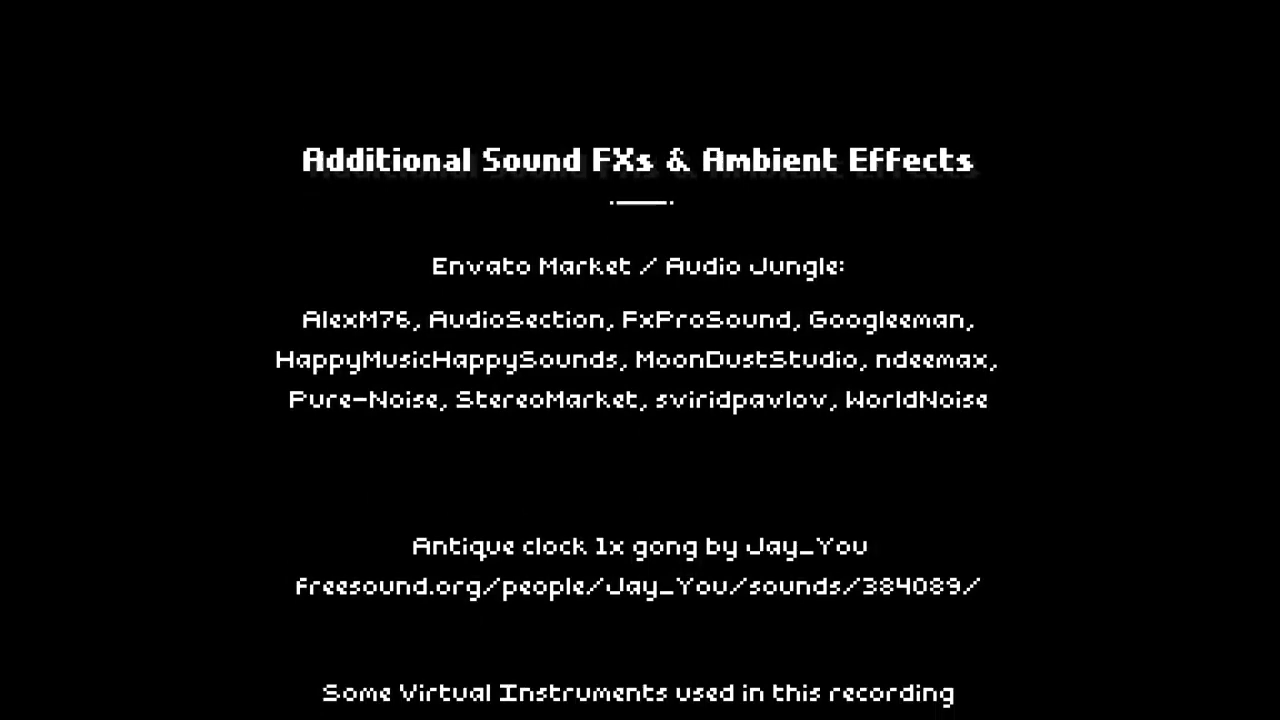 Additional Sound FXs & Ambient Effects
Envato Market / Audio Jungle:
AlexM76, AudioSection, FxProSound, Googleeman,
HappyMusicHappySounds, MoonDustStudio, ndeemax,
Pure-Noise, StereoMarket, sviridpavlov, WorldNoise
Antique clock 1x gong by Jay_You
freesound.org/people/Jay_You/sounds/384089/
Some Virtual Instruments used in this recording